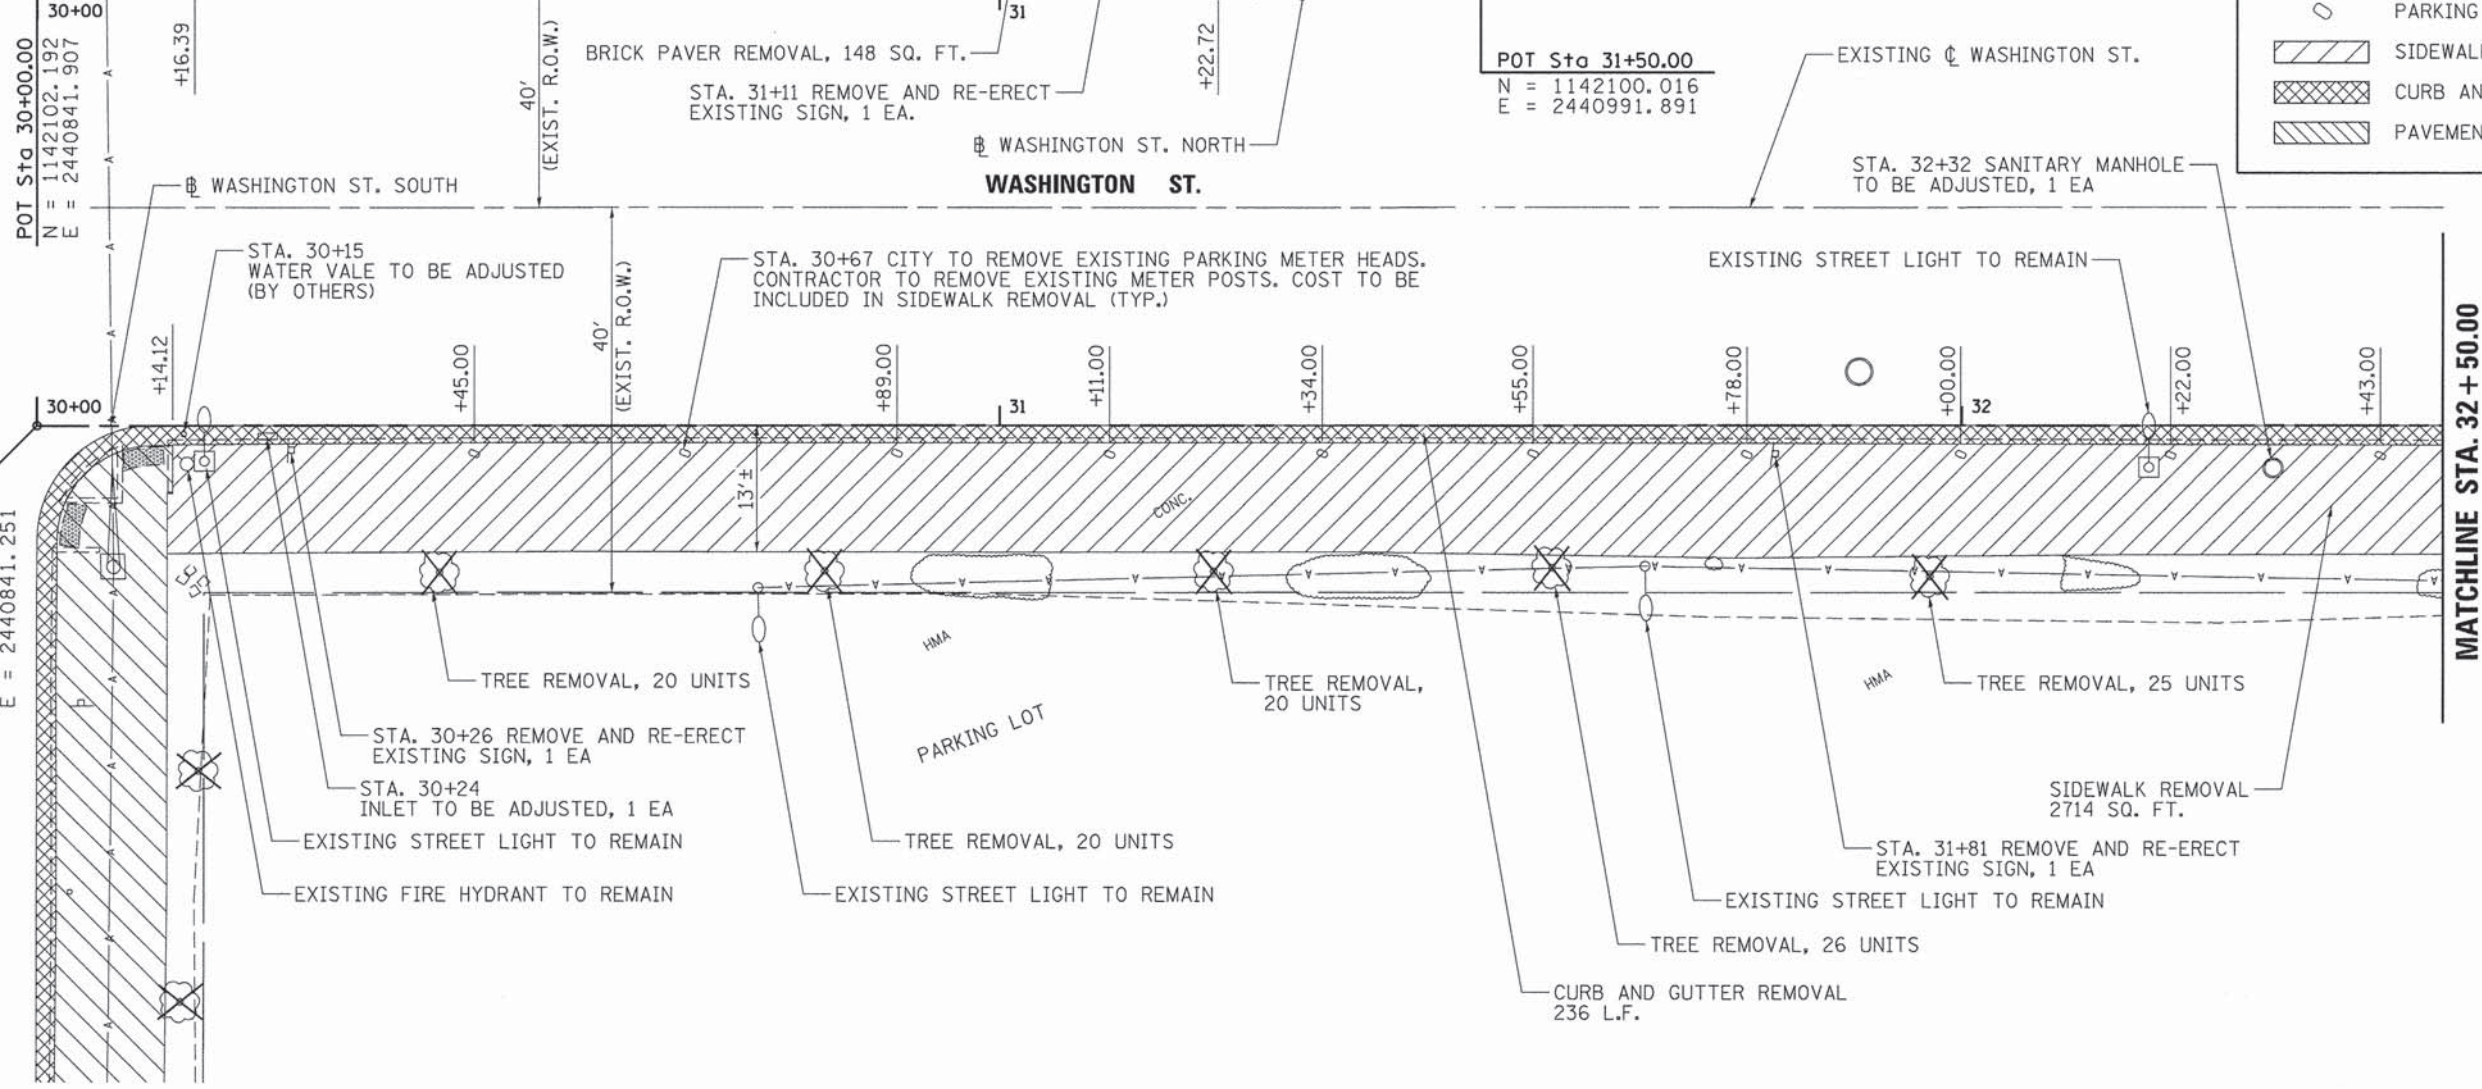 30+00
POT Sta 30+00.00
N = 1142102.192
E = 2440841.907
+16.39
40'
(EXIST. R.O.W.)
BRICK PAVER REMOVAL, 148 SQ. FT.
31
STA. 31+11 REMOVE AND RE-ERECT
EXISTING SIGN, 1 EA.
+22.72
℄ WASHINGTON ST. NORTH
POT Sta 31+50.00
N = 1142100.016
E = 2440991.891
EXISTING ℄ WASHINGTON ST.
PARKING
SIDEWAL
CURB AN
PAVEMEN
STA. 32+32 SANITARY MANHOLE
TO BE ADJUSTED, 1 EA
WASHINGTON ST. SOUTH
WASHINGTON ST.
STA. 30+15
WATER VALE TO BE ADJUSTED
(BY OTHERS)
40'
(EXIST. R.O.W.)
STA. 30+67 CITY TO REMOVE EXISTING PARKING METER HEADS.
CONTRACTOR TO REMOVE EXISTING METER POSTS. COST TO BE
INCLUDED IN SIDEWALK REMOVAL (TYP.)
EXISTING STREET LIGHT TO REMAIN
MATCHLINE STA. 32+50.00
30+00
+14.12
+45.00
+89.00
31
+11.00
+34.00
+55.00
+78.00
+00.00
32
+22.00
+43.00
13'±
CONC.
E = 2440841.251
HMA
PARKING LOT
HMA
TREE REMOVAL, 20 UNITS
TREE REMOVAL,
20 UNITS
TREE REMOVAL, 25 UNITS
STA. 30+26 REMOVE AND RE-ERECT
EXISTING SIGN, 1 EA
STA. 30+24
INLET TO BE ADJUSTED, 1 EA
SIDEWALK REMOVAL
2714 SQ. FT.
EXISTING STREET LIGHT TO REMAIN
TREE REMOVAL, 20 UNITS
STA. 31+81 REMOVE AND RE-ERECT
EXISTING SIGN, 1 EA
EXISTING FIRE HYDRANT TO REMAIN
EXISTING STREET LIGHT TO REMAIN
EXISTING STREET LIGHT TO REMAIN
TREE REMOVAL, 26 UNITS
CURB AND GUTTER REMOVAL
236 L.F.